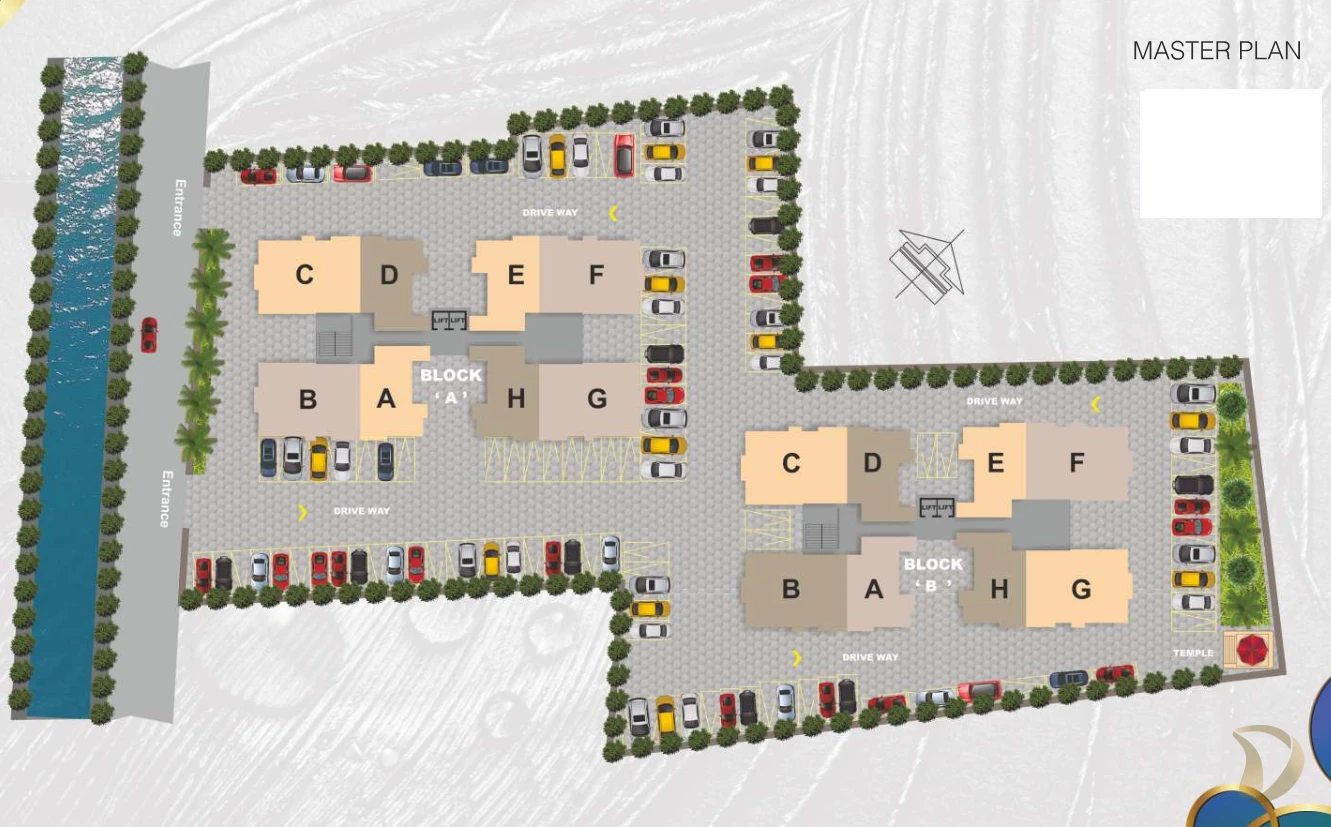 MASTER PLAN
Entrance
DRIVE WAY
C D E F
LIFT LIFT
BLOCK
‘ A ’
B A H G
DRIVE WAY
Entrance
DRIVE WAY
C D E F
LIFT LIFT
BLOCK
‘ B ’
B A H G
DRIVE WAY
TEMPLE